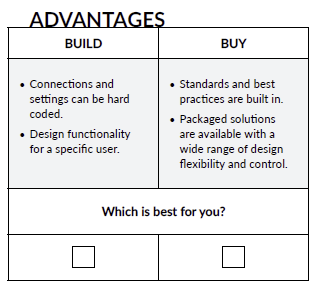 ADVANTAGES
BUILD
BUY
• Connections and
settings can be hard
coded.
• Design functionality
for a specific user.
• Standards and best
practices are built in.
• Packaged solutions
are available with a
wide range of design
flexibility and control.
Which is best for you?